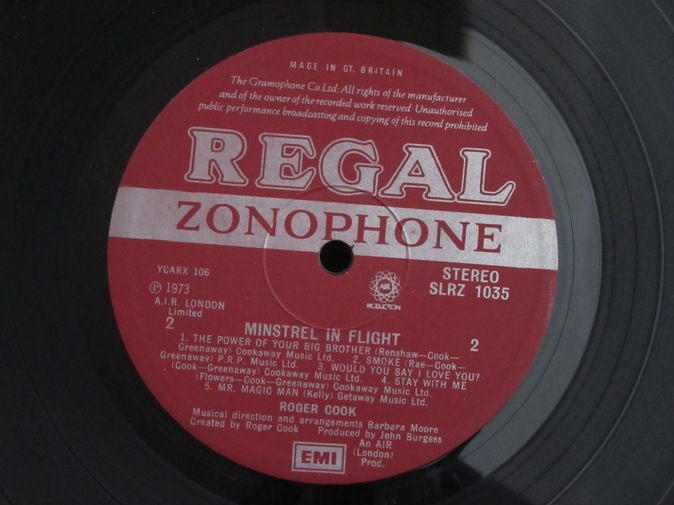 MADE IN GT. BRITAIN
The Gramophone Co. Ltd. All rights of the manufacturer
and of the owner of the recorded work reserved Unauthorised
public performance broadcasting and copying of this record prohibited
REGAL
ZONOPHONE
YCARX 106
Ⓟ 1973
A.I.R. LONDON
Limited
2
AIR
PRODUCTION
STEREO
SLRZ 1035
2
MINSTREL IN FLIGHT
1. THE POWER OF YOUR BIG BROTHER (Renshaw—Cook—
Greenaway) Cookaway Music Ltd. 2. SMOKE (Rae—Cook—
Greenaway) P.R.P. Music Ltd. 3. WOULD YOU SAY I LOVE YOU?
(Cook—Greenaway) Cookaway Music Ltd. 4. STAY WITH ME
(Flowers—Cook—Greenaway) Cookaway Music Ltd.
5. MR. MAGIC MAN (Kelly) Getaway Music Ltd.
ROGER COOK
Musical direction and arrangements Barbara Moore
Created by Roger Cook Produced by John Burgess
An AIR
(London)
Prod.
EMI